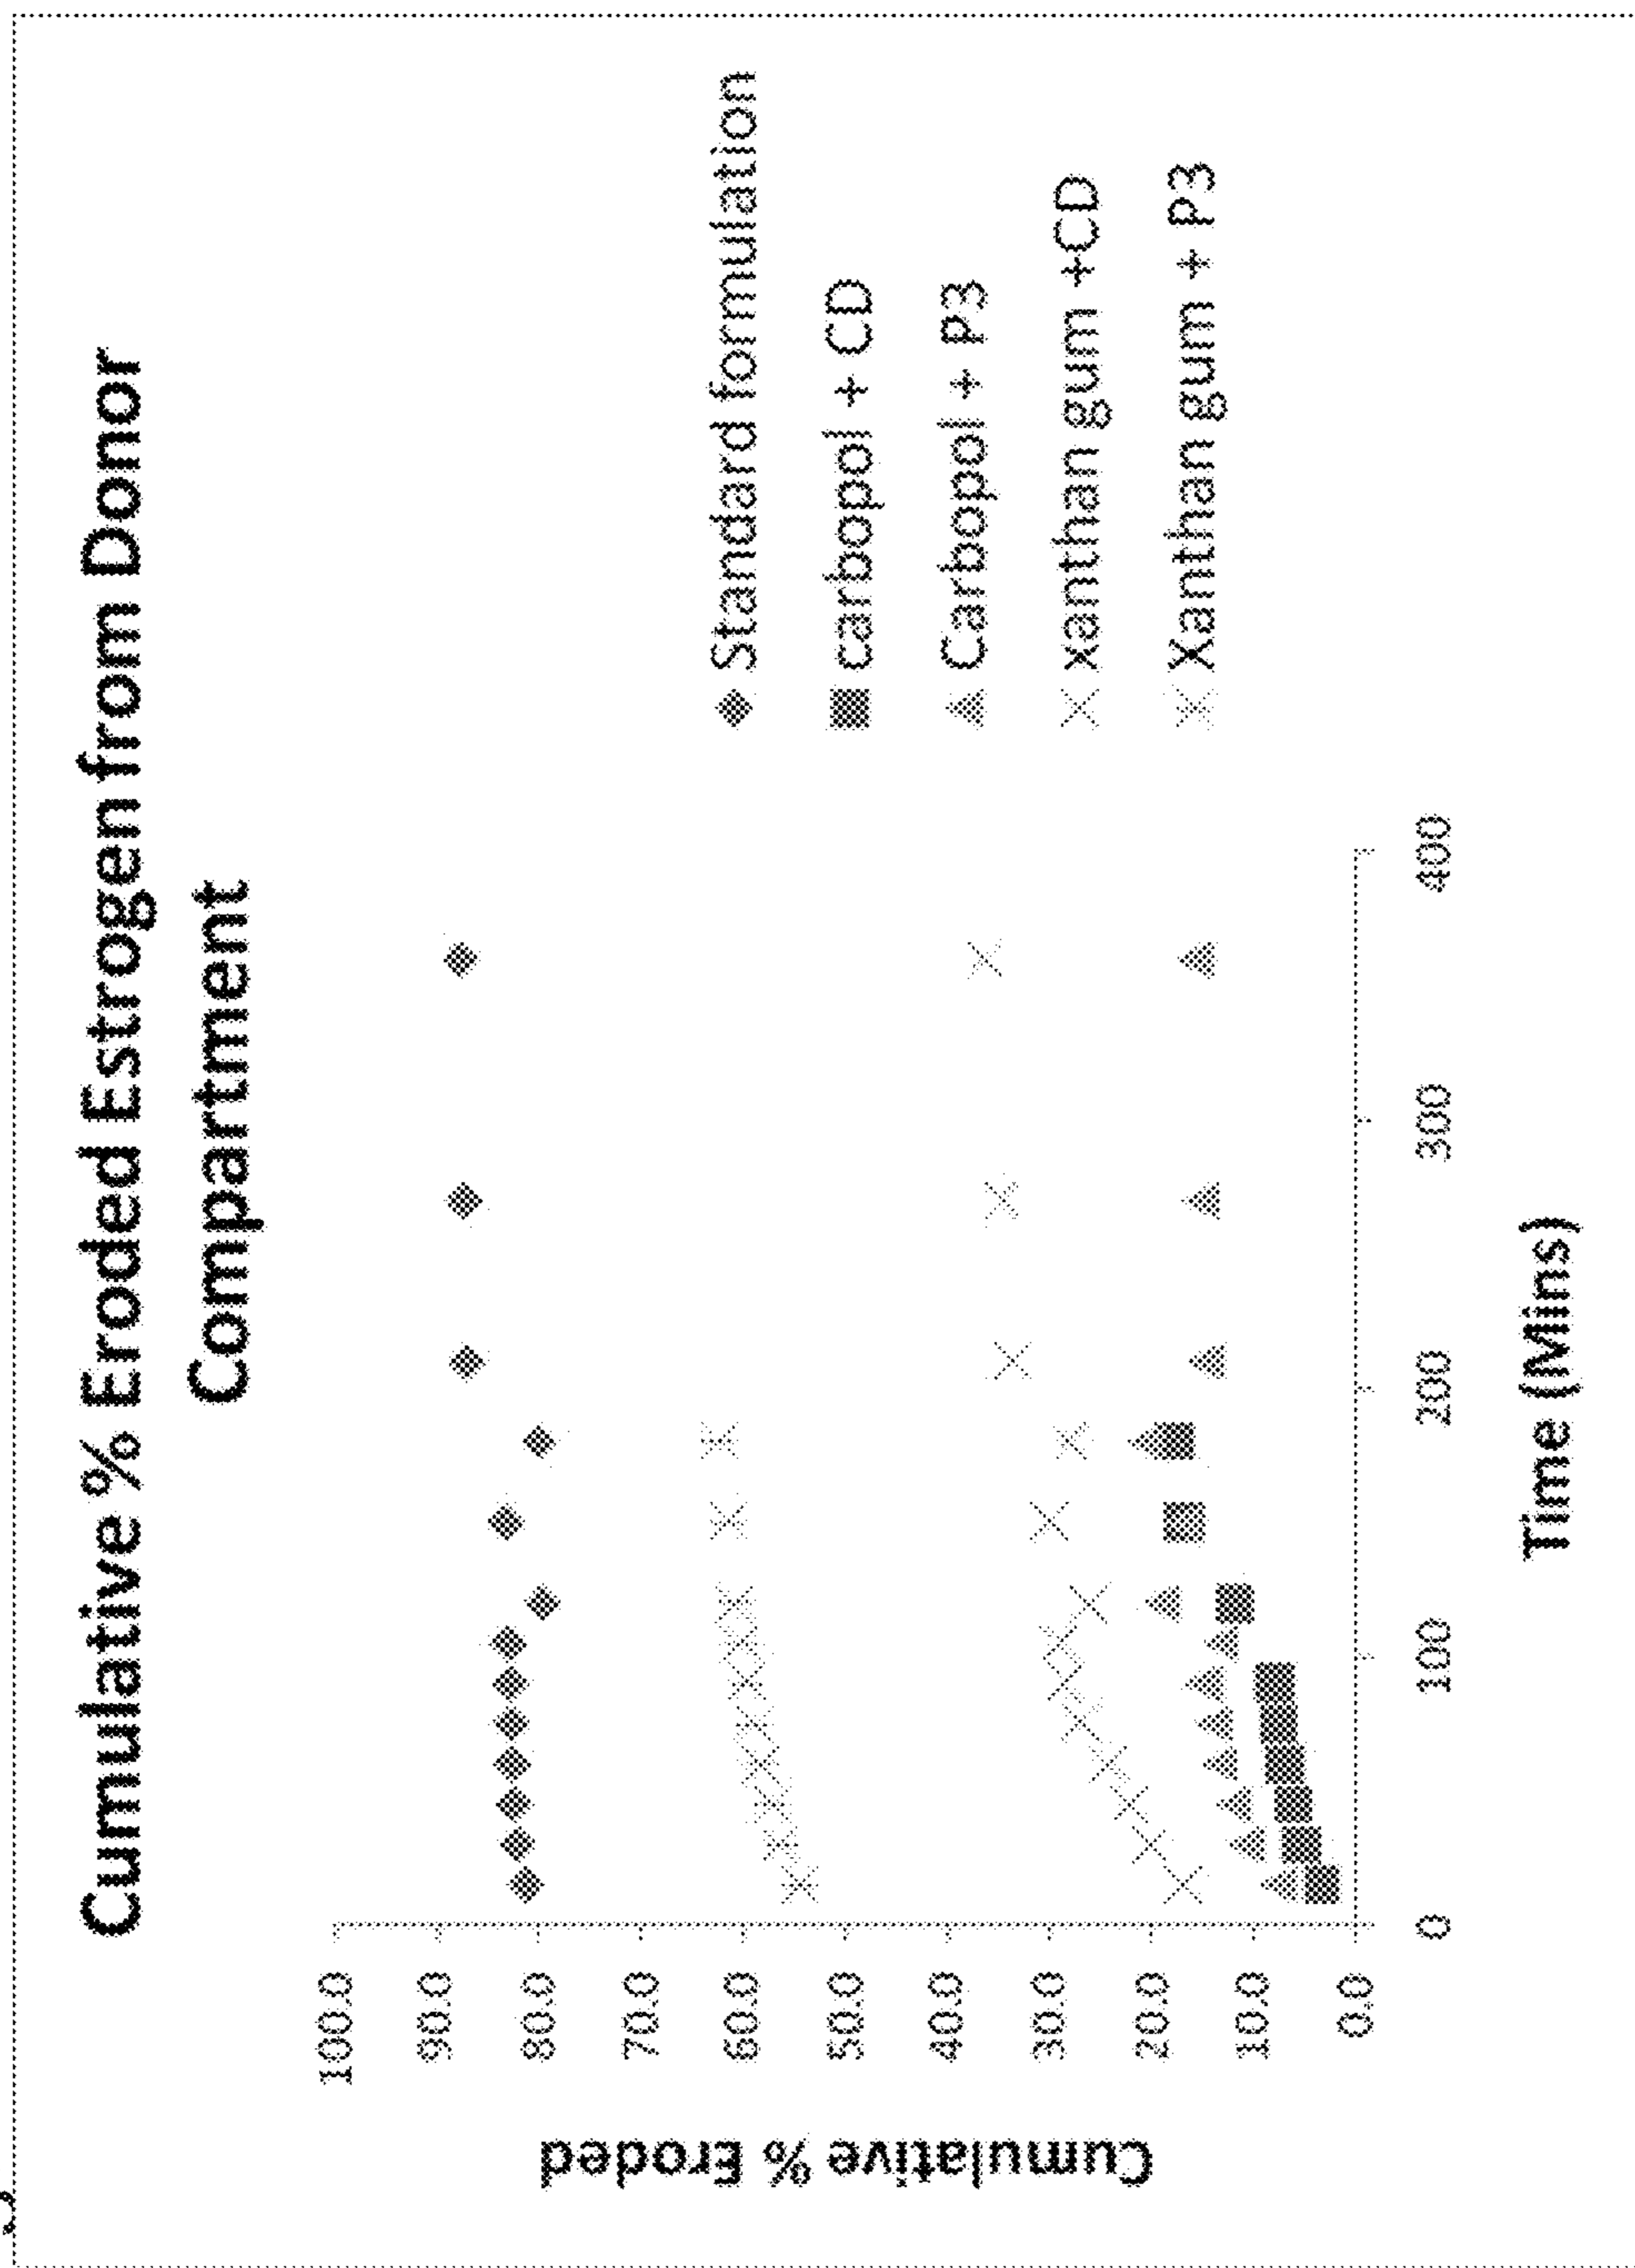 Cumulative % Eroded Estrogen from Donor
Compartment
Cumulative % Eroded
100.0
90.0
80.0
70.0
60.0
50.0
40.0
30.0
20.0
10.0
0.0
0
100
200
300
400
Time (Mins)
Standard formulation
carbopol + CD
Carbopol + P3
xanthan gum +CD
Xanthan gum + P3